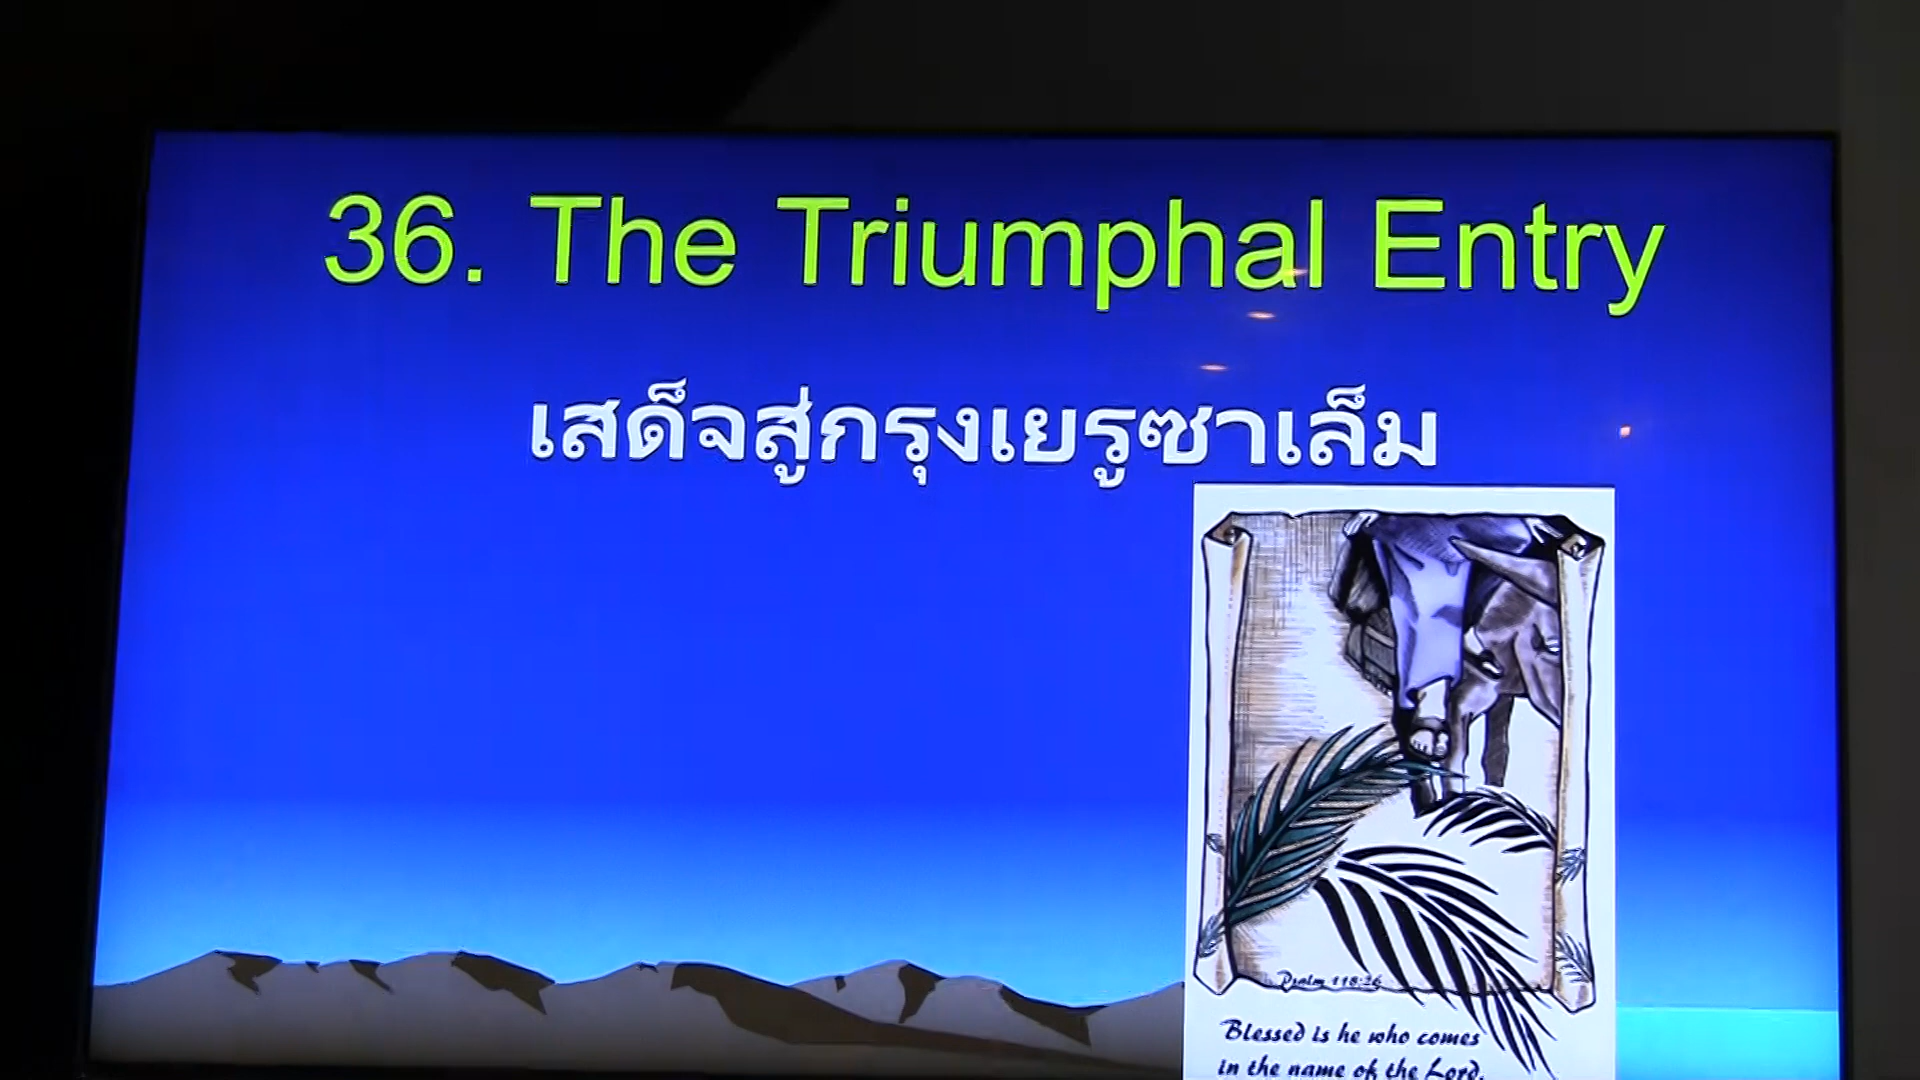 36. The Triumphal Entry
เสด็จสู่กรุงเยรูซาเล็ม
Psalm 118:26
Blessed is he who comes
in the name of the Lord.